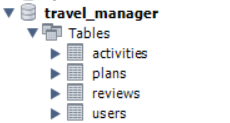 travel_manager
Tables
activities
plans
reviews
users